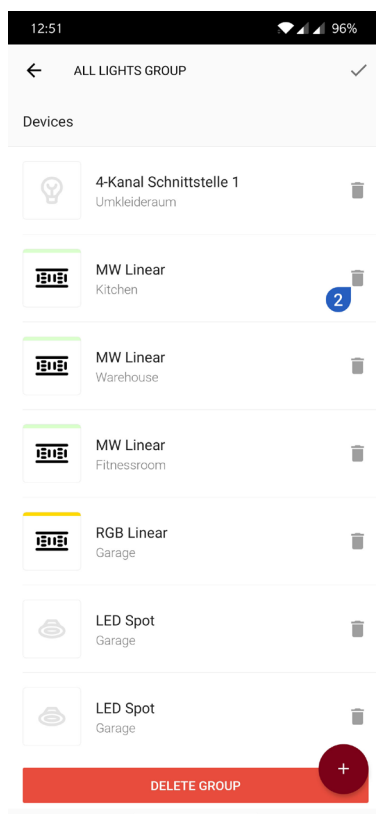 12:51
96%
ALL LIGHTS GROUP
Devices
4-Kanal Schnittstelle 1
Umkleideraum
MW Linear
Kitchen
2
MW Linear
Warehouse
MW Linear
Fitnessroom
RGB Linear
Garage
LED Spot
Garage
LED Spot
Garage
+
DELETE GROUP